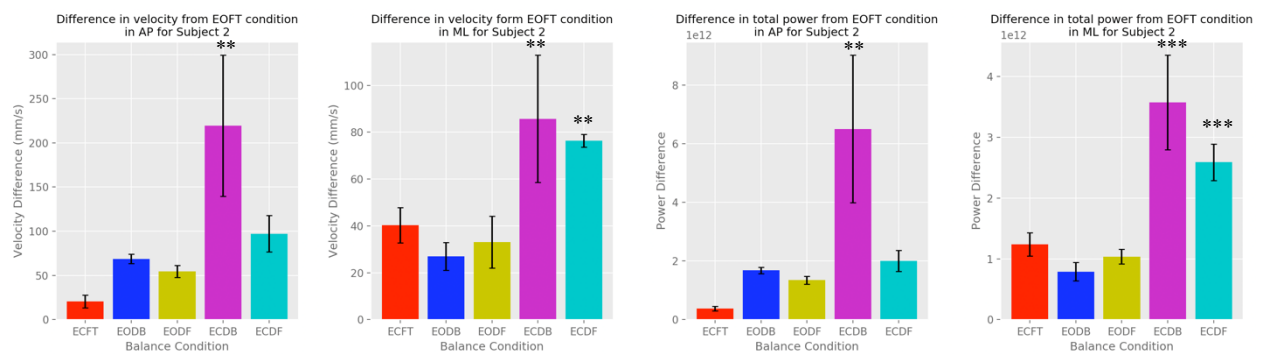 Difference in velocity from EOFT condition
in AP for Subject 2
**
300
250
200
150
100
50
0
Velocity Difference (mm/s)
ECFT EODB EODF ECDB ECDF
Balance Condition
Difference in velocity form EOFT condition
in ML for Subject 2
**
**
100
80
60
40
20
0
Velocity Difference (mm/s)
ECFT EODB EODF ECDB ECDF
Balance Condition
Difference in total power from EOFT condition
in AP for Subject 2
1e12
**
8
6
4
2
0
Power Difference
ECFT EODB EODF ECDB ECDF
Balance Condition
Difference in total power from EOFT condition
in ML for Subject 2
1e12
***
***
4
3
2
1
0
Power Difference
ECFT EODB EODF ECDB ECDF
Balance Condition